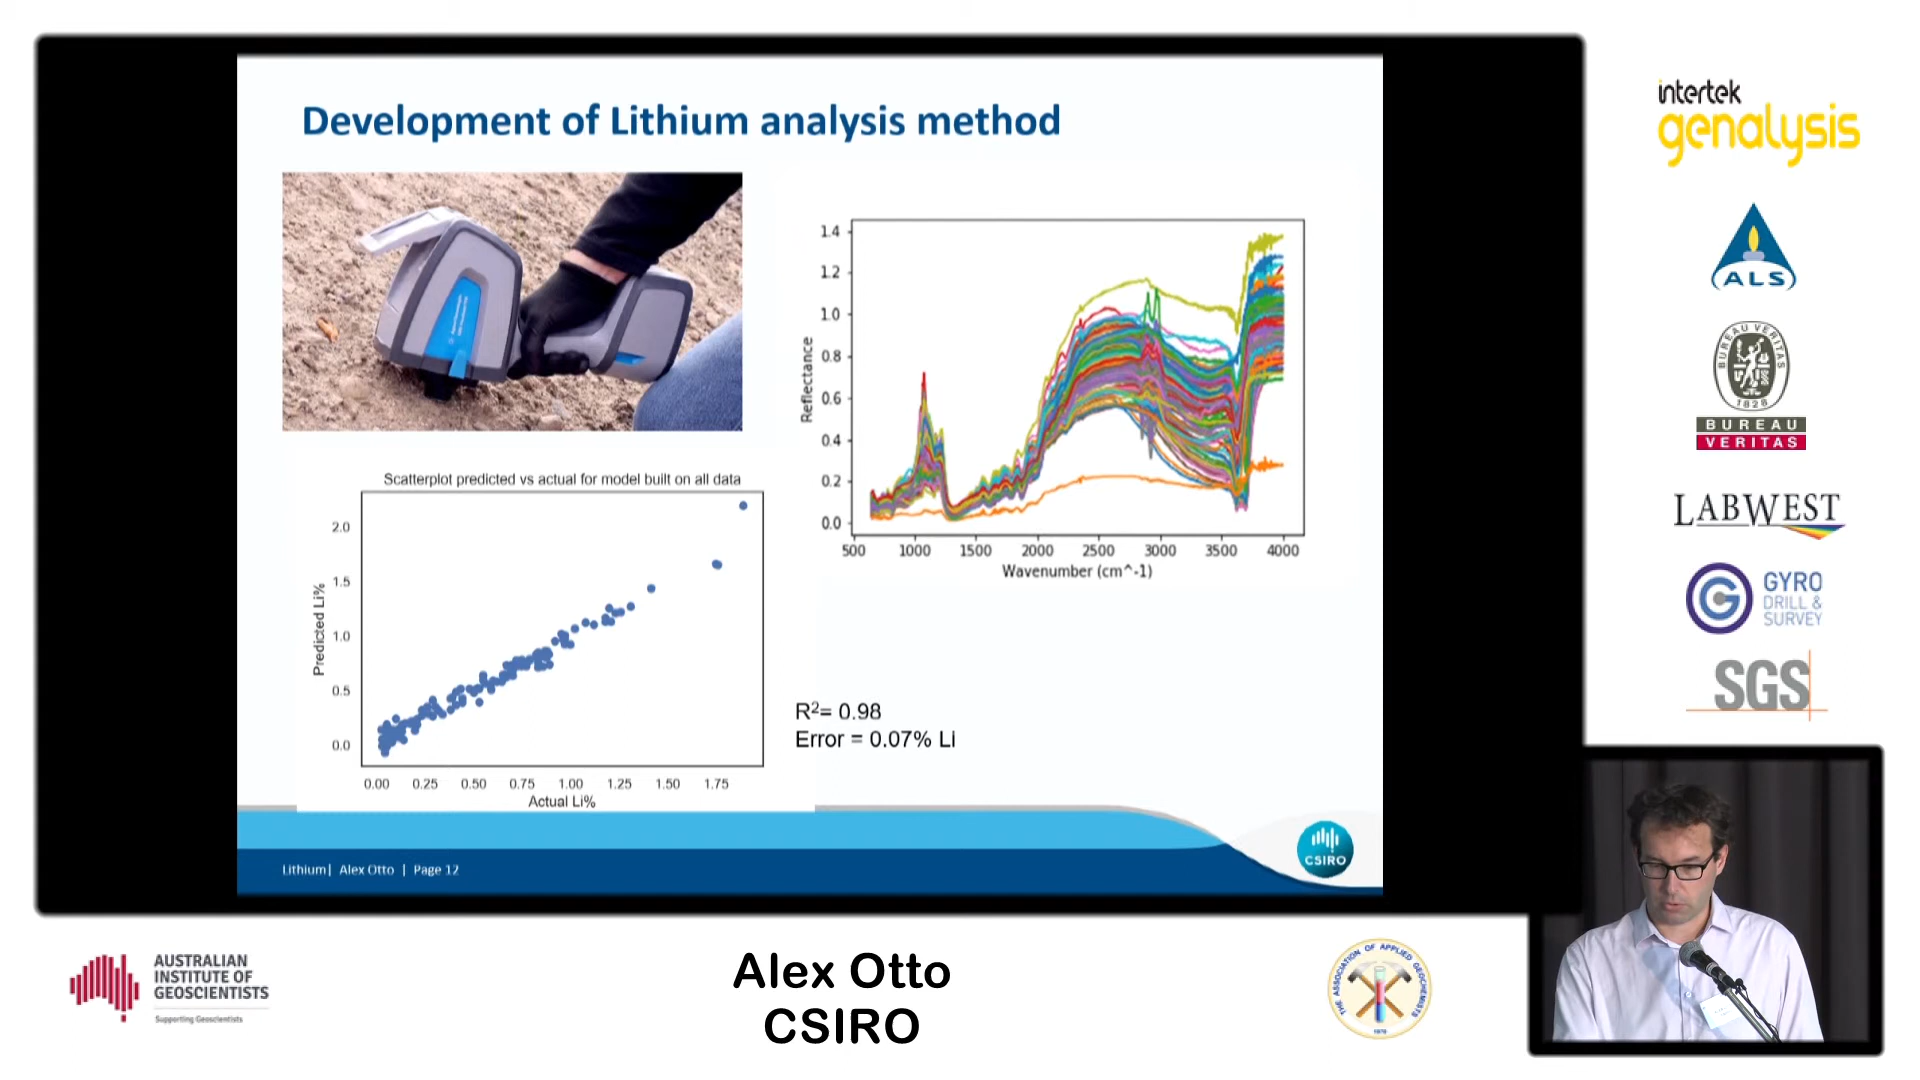 Development of Lithium analysis method
1.4
1.2
1.0
0.8
0.6
0.4
0.2
0.0
Reflectance
500 1000 1500 2000 2500 3000 3500 4000
Wavenumber (cm^-1)
Scatterplot predicted vs actual for model built on all data
2.0
1.5
1.0
0.5
0.0
Predicted Li%
0.00 0.25 0.50 0.75 1.00 1.25 1.50 1.75
Actual Li%
R²= 0.98
Error = 0.07% Li
Lithium| Alex Otto | Page 12
CSIRO
intertek
genalysis
ALS
BUREAU VERITAS
1828
BUREAU
VERITAS
LABWEST
GYRO
DRILL &
SURVEY
SGS
AUSTRALIAN
INSTITUTE OF
GEOSCIENTISTS
Supporting Geoscientists
Alex Otto
CSIRO
THE ASSOCIATION OF APPLIED GEOCHEMISTS
1970